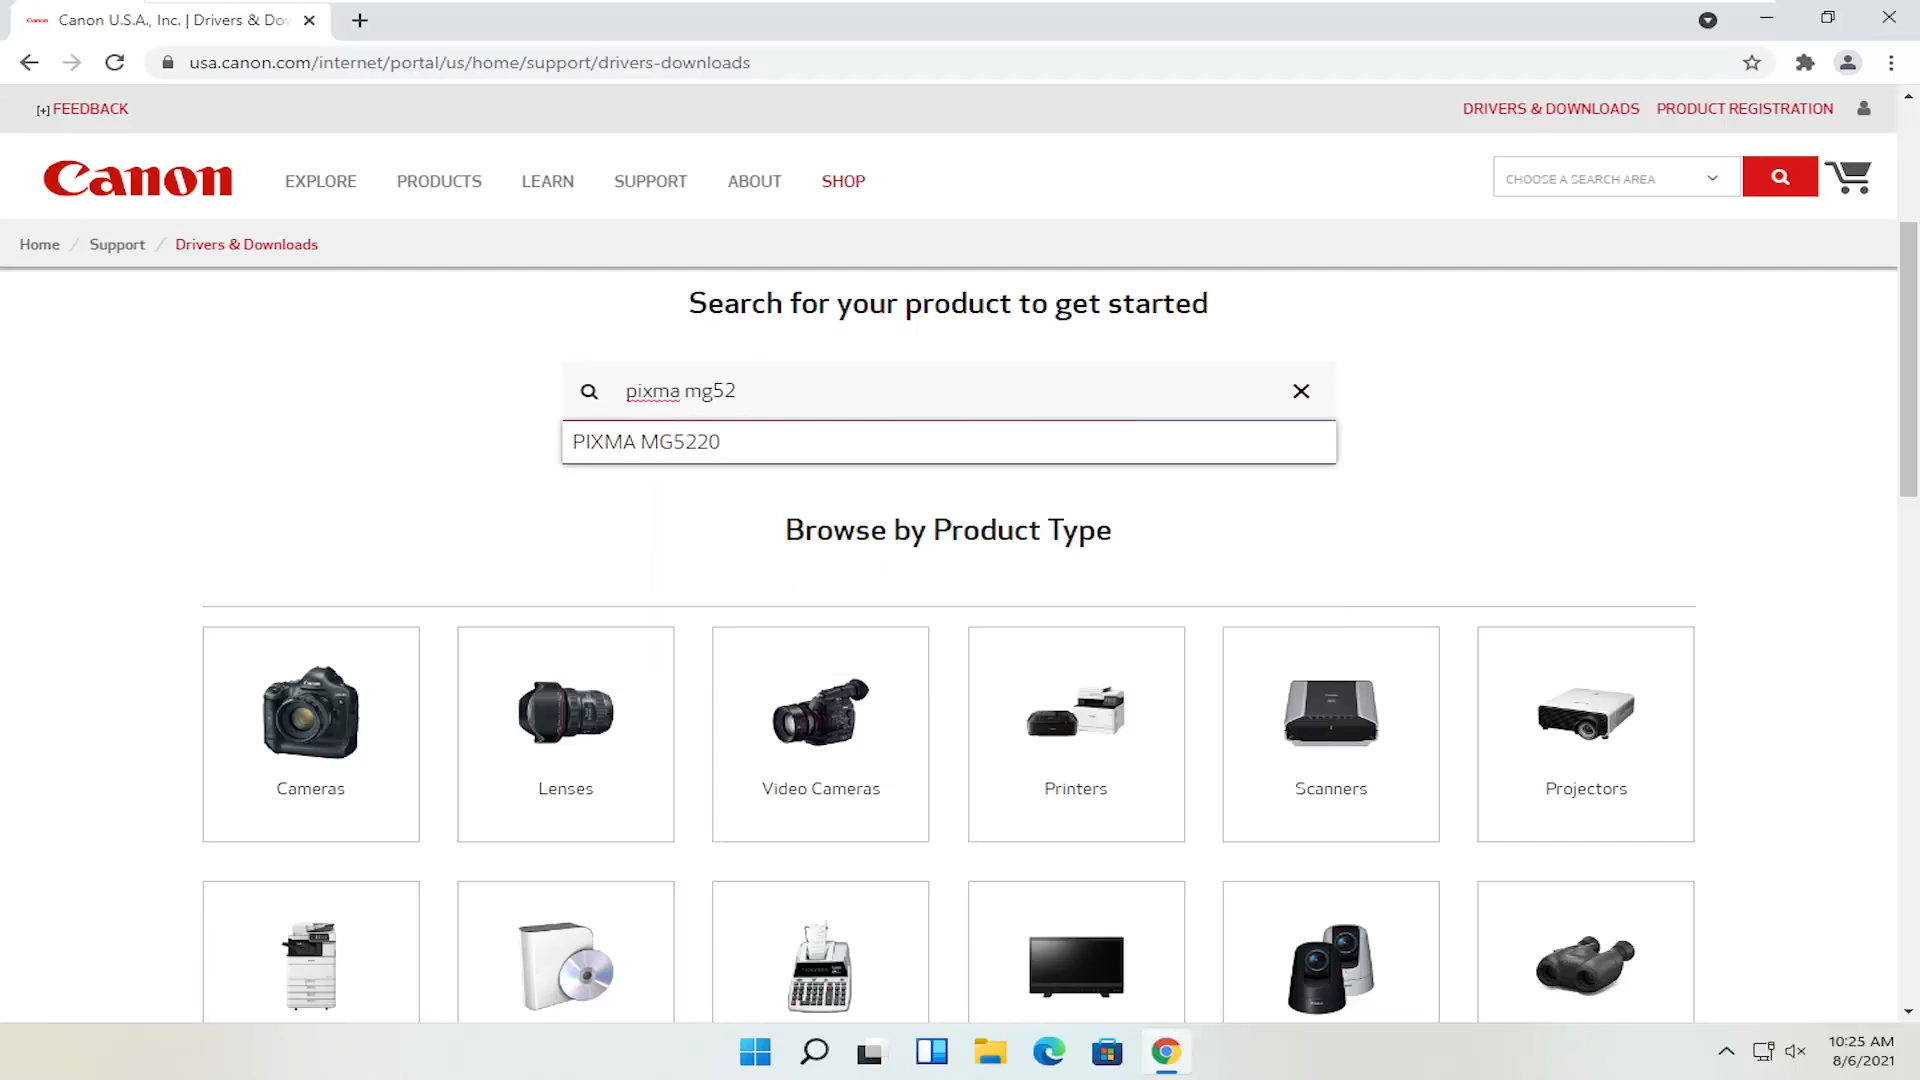 Canon U.S.A., Inc. | Drivers & Do
usa.canon.com/internet/portal/us/home/support/drivers-downloads
[+] FEEDBACK
DRIVERS & DOWNLOADS PRODUCT REGISTRATION
Canon EXPLORE PRODUCTS LEARN SUPPORT ABOUT SHOP
CHOOSE A SEARCH AREA
Home / Support / Drivers & Downloads
Search for your product to get started
pixma mg52
PIXMA MG5220
Browse by Product Type
Cameras Lenses Video Cameras Printers Scanners Projectors
10:25 AM
8/6/2021